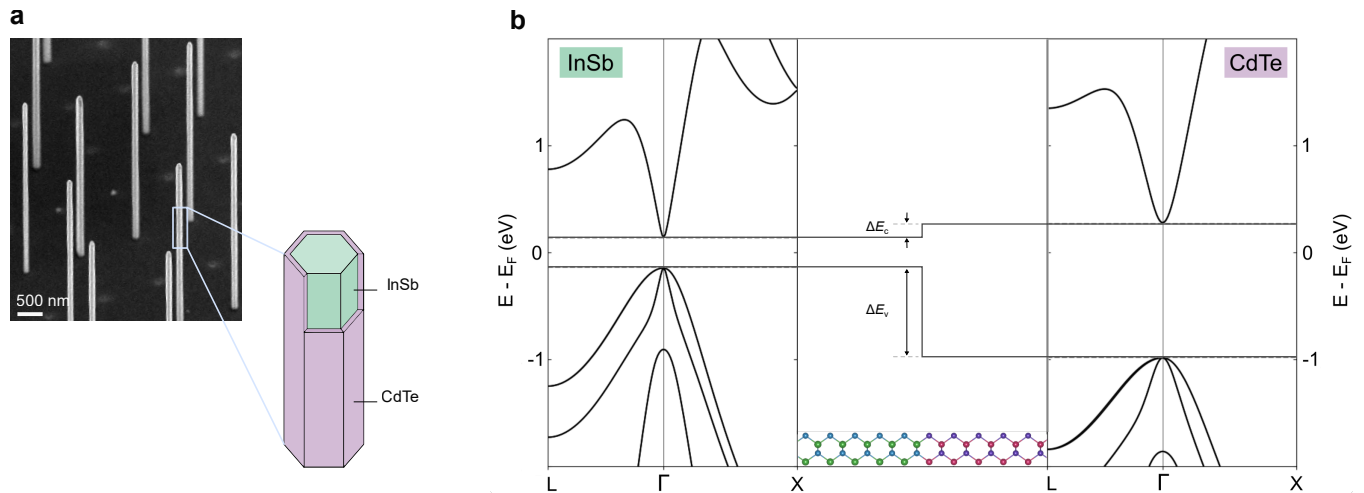 a
500 nm
InSb
CdTe
b
InSb
CdTe
E - E_F (eV)
1
0
-1
ΔE_c
ΔE_v
1
0
-1
E - E_F (eV)
L
Γ
X
L
Γ
X